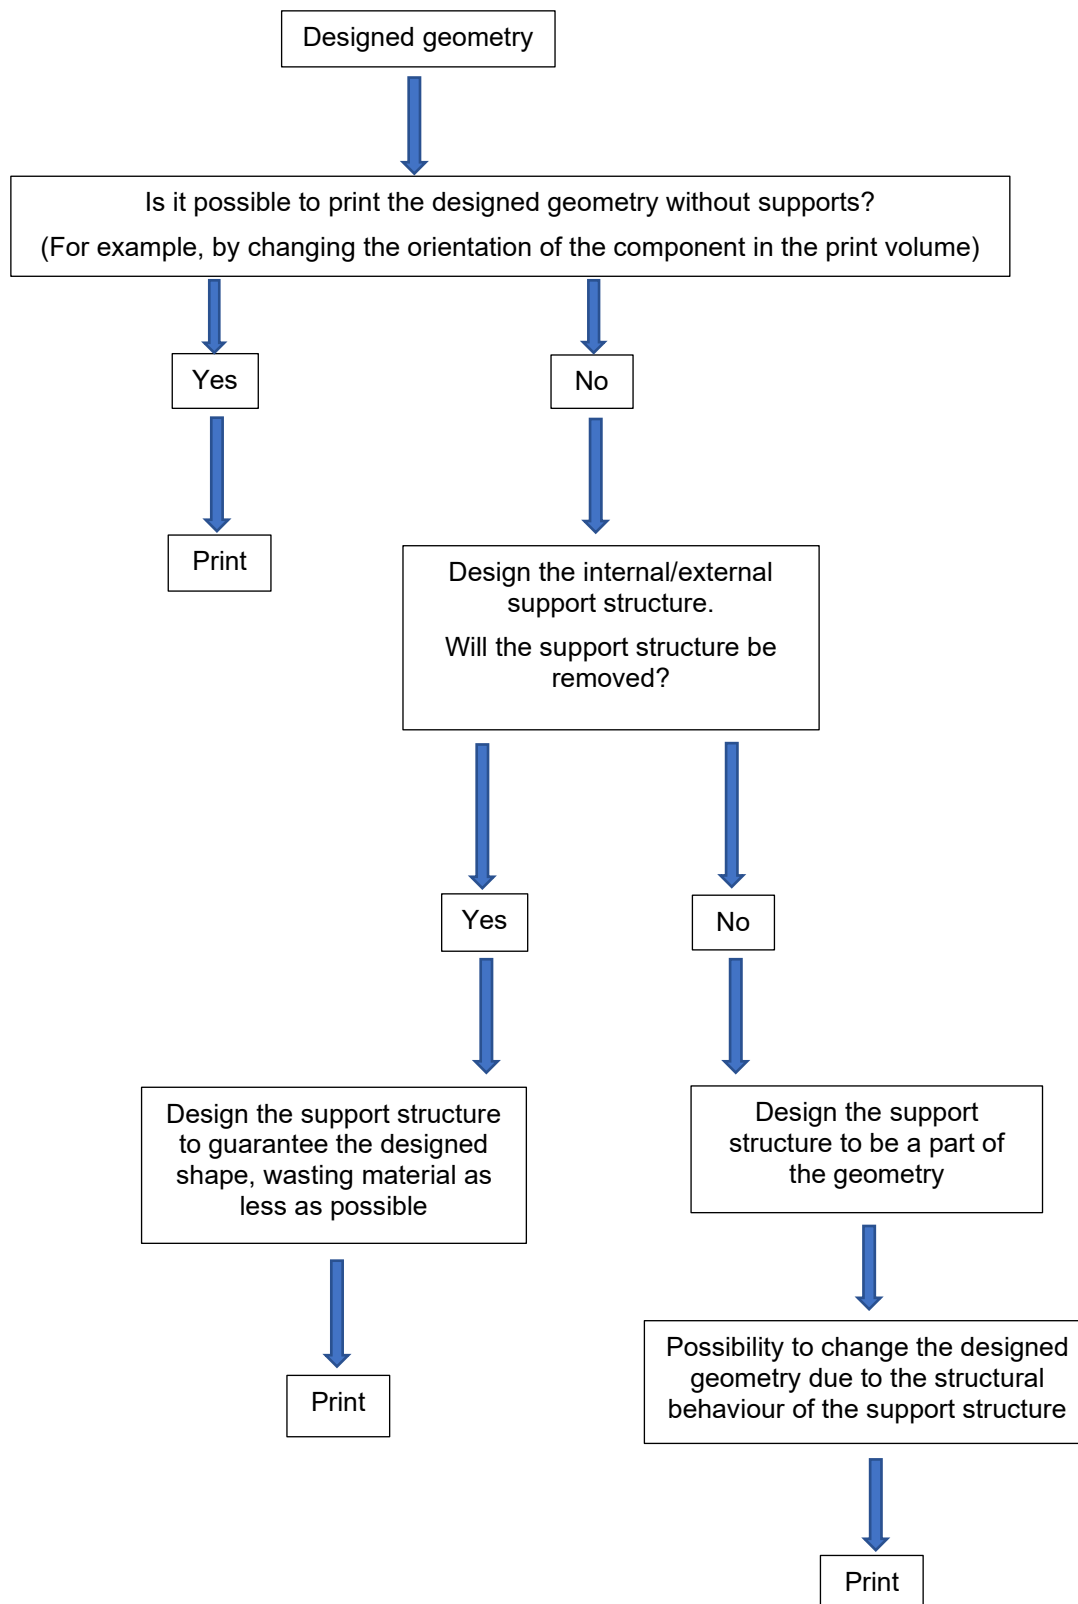 Designed geometry
Is it possible to print the designed geometry without supports?
(For example, by changing the orientation of the component in the print volume)
Yes
No
Print
Design the internal/external
support structure.
Will the support structure be
removed?
Yes
No
Design the support structure
to guarantee the designed
shape, wasting material as
less as possible
Design the support
structure to be a part of
the geometry
Possibility to change the designed
geometry due to the structural
behaviour of the support structure
Print
Print